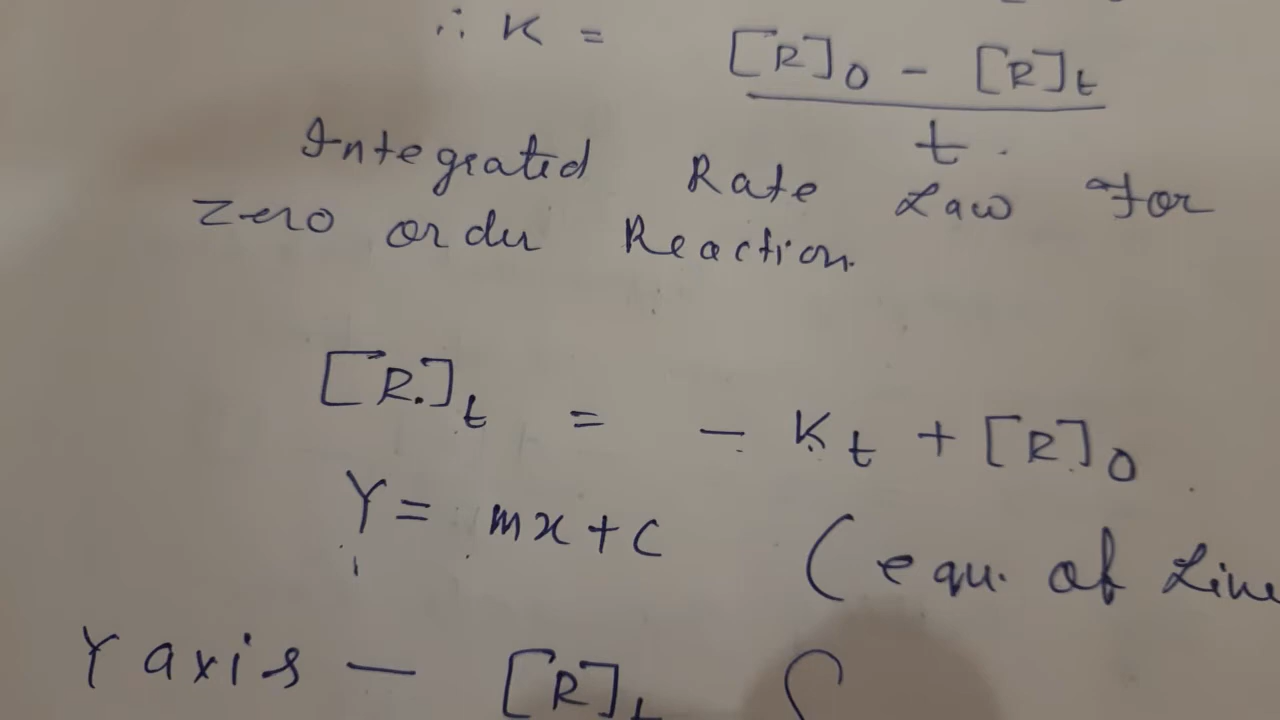 ∴ K = [R]₀ - [R]t
t.
Integrated Rate Law For
Zero order Reaction.
[R]t = - Kt + [R]₀
Y = mx + c (equ. of Line
Y axis — [R]t